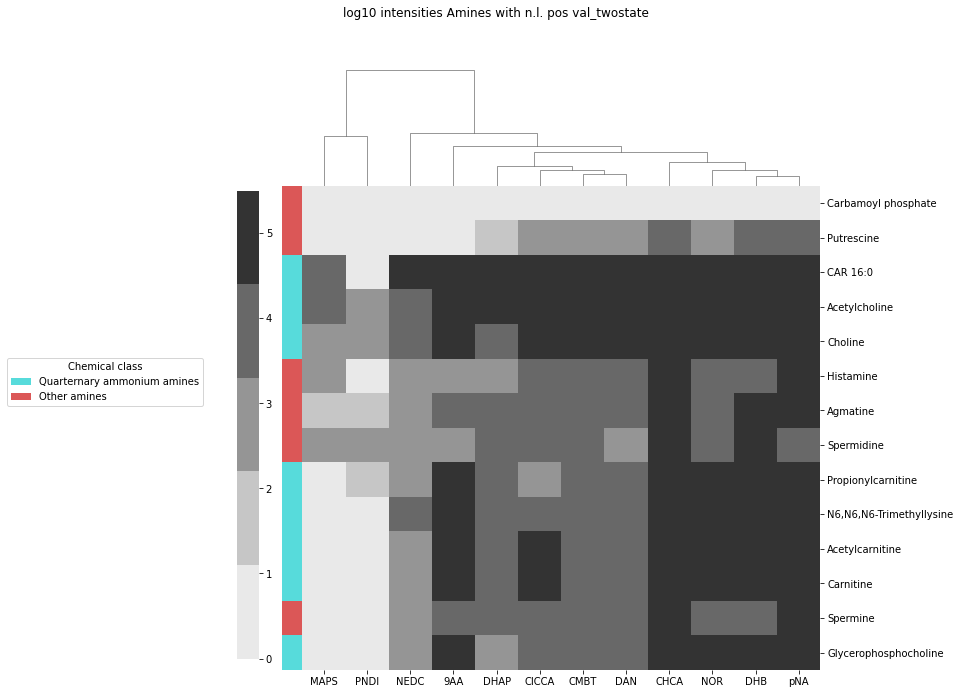 log10 intensities Amines with n.l. pos val_twostate
Chemical class
Quarternary ammonium amines
Other amines
5
4
3
2
1
0
Carbamoyl phosphate
Putrescine
CAR 16:0
Acetylcholine
Choline
Histamine
Agmatine
Spermidine
Propionylcarnitine
N6,N6,N6-Trimethyllysine
Acetylcarnitine
Carnitine
Spermine
Glycerophosphocholine
MAPS PNDI NEDC 9AA DHAP ClCCA CMBT DAN CHCA NOR DHB pNA